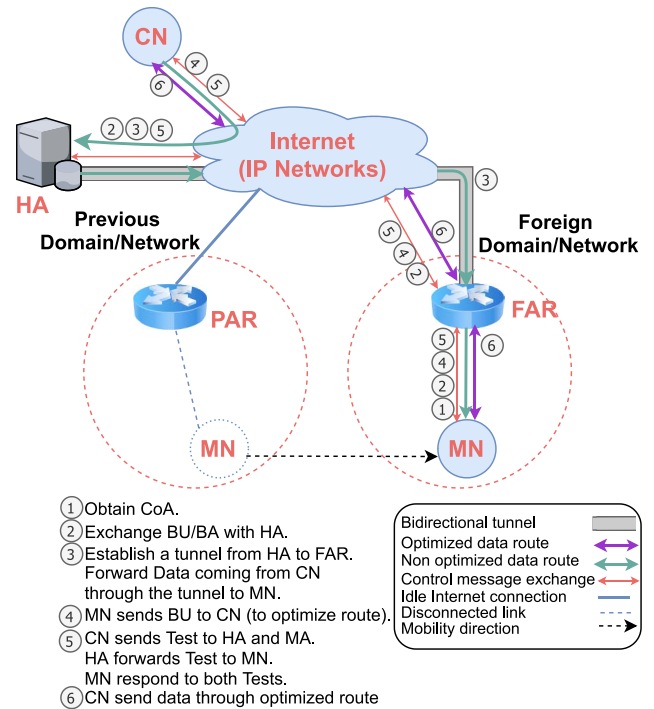 CN
4
5
6
2 3 5
HA
Internet
(IP Networks)
3
Previous
Domain/Network
Foreign
Domain/Network
6
5
4
2
PAR
FAR
5
4
2
1
6
MN
MN
1 Obtain CoA.
2 Exchange BU/BA with HA.
3 Establish a tunnel from HA to FAR.
Forward Data coming from CN
through the tunnel to MN.
4 MN sends BU to CN (to optimize route).
5 CN sends Test to HA and MA.
HA forwards Test to MN.
MN respond to both Tests.
6 CN send data through optimized route
Bidirectional tunnel
Optimized data route
Non optimized data route
Control message exchange
Idle Internet connection
Disconnected link
Mobility direction